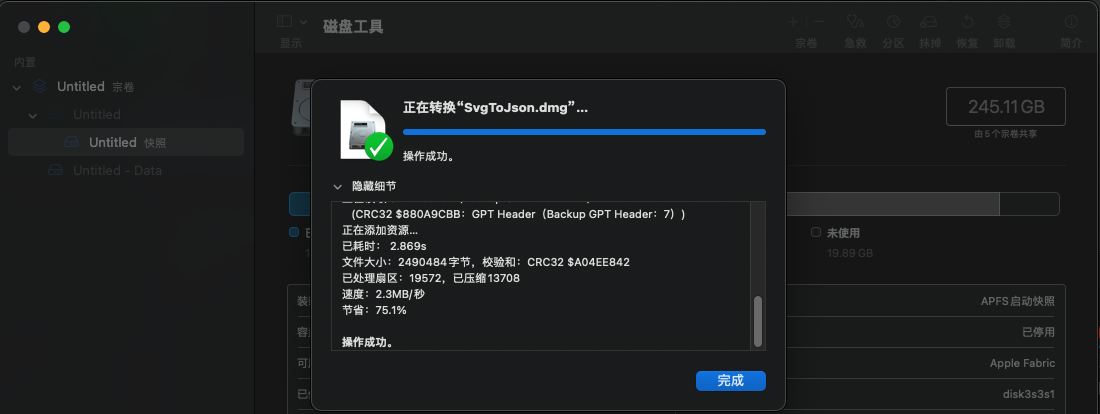 磁盘工具
显示
宗卷
急救
分区
抹掉
恢复
卸载
简介
内置
Untitled 宗卷
Untitled
Untitled 快照
Untitled - Data
正在转换“SvgToJson.dmg”...
操作成功。
隐藏细节
(CRC32 $880A9CBB：GPT Header（Backup GPT Header：7）)
正在添加资源...
已耗时： 2.869s
文件大小：2490484字节，校验和：CRC32 $A04EE842
已处理扇区：19572，已压缩13708
速度：2.3MB/秒
节省：75.1%
操作成功。
完成
245.11 GB
由5个宗卷共享
未使用
19.89 GB
APFS启动快照
已停用
Apple Fabric
disk3s3s1